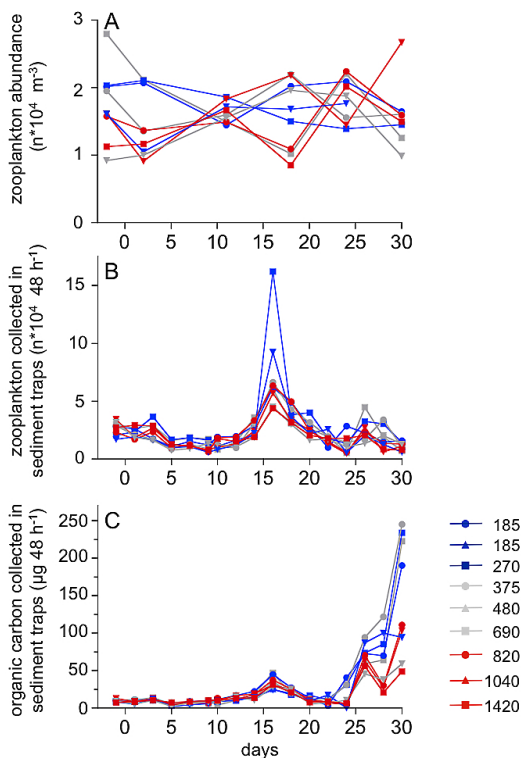 A
zooplankton abundance
(n*10⁴ m⁻³)
3
2
1
0
0 5 10 15 20 25 30
B
zooplankton collected in
sediment traps (n*10⁴ 48 h⁻¹)
15
10
5
0
0 5 10 15 20 25 30
C
organic carbon collected in
sediment traps (µg 48 h⁻¹)
250
200
150
100
50
0
0 5 10 15 20 25 30
days
185
185
270
375
480
690
820
1040
1420